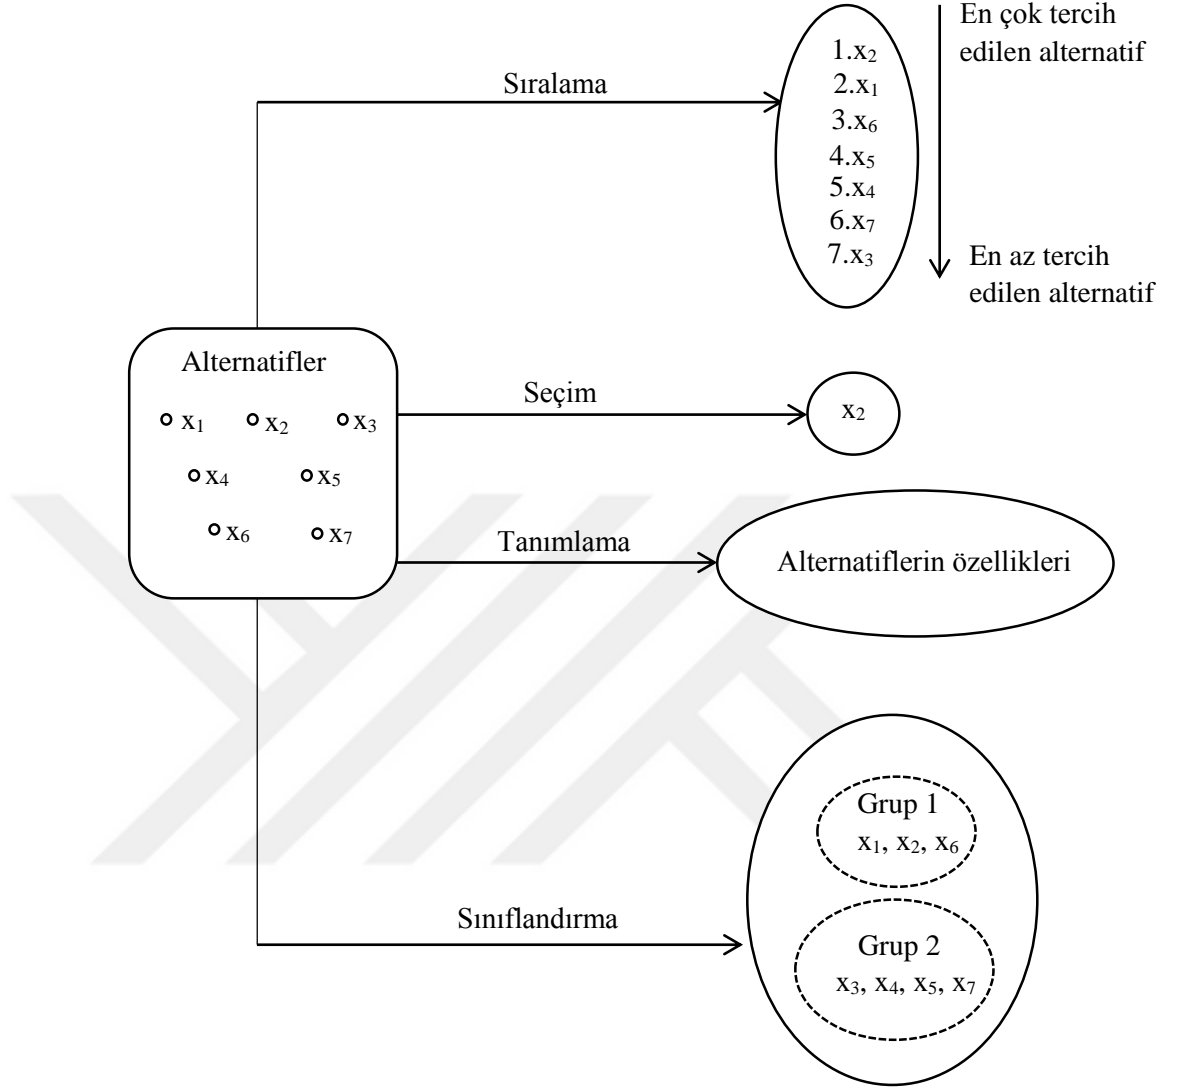 En çok tercih
edilen alternatif
Sıralama
1.x₂
2.x₁
3.x₆
4.x₅
5.x₄
6.x₇
7.x₃
En az tercih
edilen alternatif
Alternatifler
x₁ x₂ x₃
x₄ x₅
x₆ x₇
Seçim
x₂
Tanımlama
Alternatiflerin özellikleri
Sınıflandırma
Grup 1
x₁, x₂, x₆
Grup 2
x₃, x₄, x₅, x₇